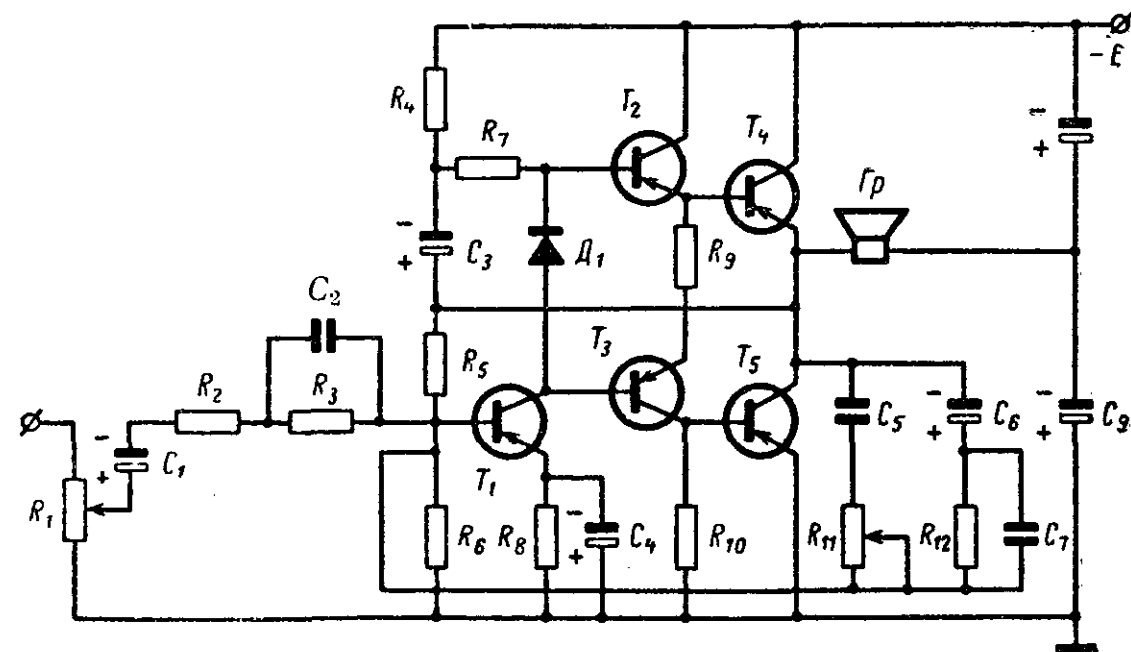 - E
R₄
R₇
T₂
T₄
Гр
-
+
-
+
C₃
Д₁
R₉
C₂
R₅
T₃
T₅
R₂
R₃
C₅
-
+
C₆
-
+
C₉
-
+
C₁
T₁
R₁
R₆
R₈
-
+
C₄
R₁₀
R₁₁
R₁₂
C₇